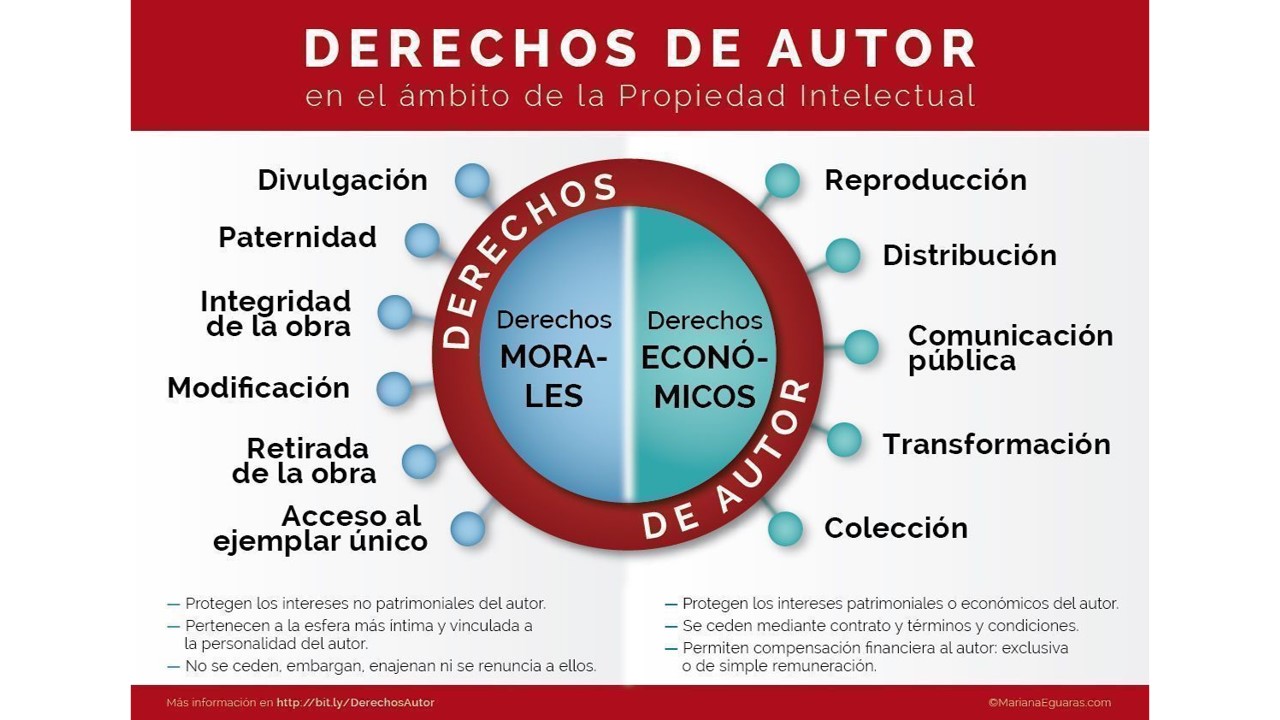 DERECHOS DE AUTOR
en el ámbito de la Propiedad Intelectual
Divulgación
Paternidad
Integridad
de la obra
Modificación
Retirada
de la obra
Acceso al
ejemplar único
DERECHOS
DE AUTOR
Derechos
MORA-
LES
Derechos
ECONÓ-
MICOS
Reproducción
Distribución
Comunicación
pública
Transformación
Colección
— Protegen los intereses no patrimoniales del autor.
— Pertenecen a la esfera más íntima y vinculada a
la personalidad del autor.
— No se ceden, embargan, enajenan ni se renuncia a ellos.
— Protegen los intereses patrimoniales o económicos del autor.
— Se ceden mediante contrato y términos y condiciones.
— Permiten compensación financiera al autor: exclusiva
o de simple remuneración.
Más información en http://bit.ly/DerechosAutor
©MarianaEguaras.com